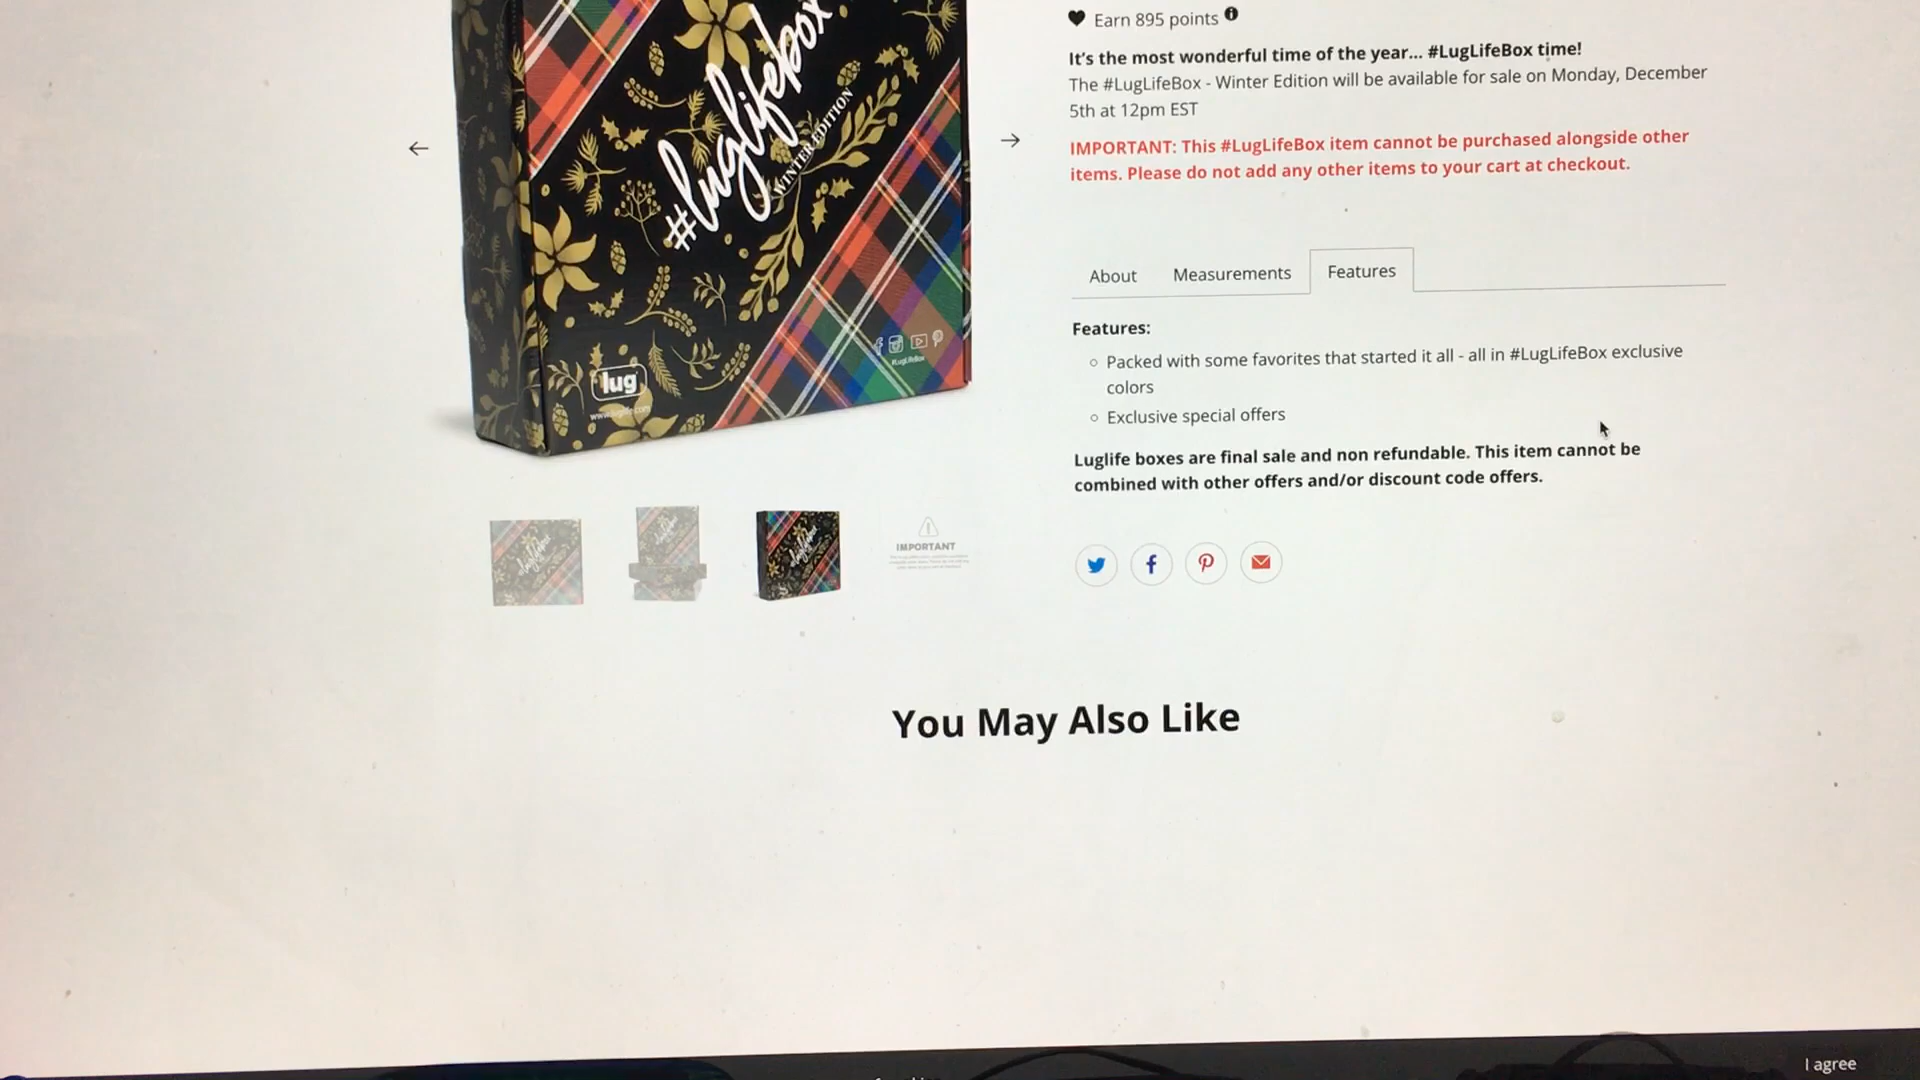 Earn 895 points
It's the most wonderful time of the year... #LugLifeBox time!
The #LugLifeBox - Winter Edition will be available for sale on Monday, December
5th at 12pm EST
IMPORTANT: This #LugLifeBox item cannot be purchased alongside other
items. Please do not add any other items to your cart at checkout.
#luglifebox
WINTER EDITION
#LugLifeBox
lug
About
Measurements
Features
Features:
Packed with some favorites that started it all - all in #LugLifeBox exclusive
colors
Exclusive special offers
Luglife boxes are final sale and non refundable. This item cannot be
combined with other offers and/or discount code offers.
IMPORTANT
You May Also Like
I agree